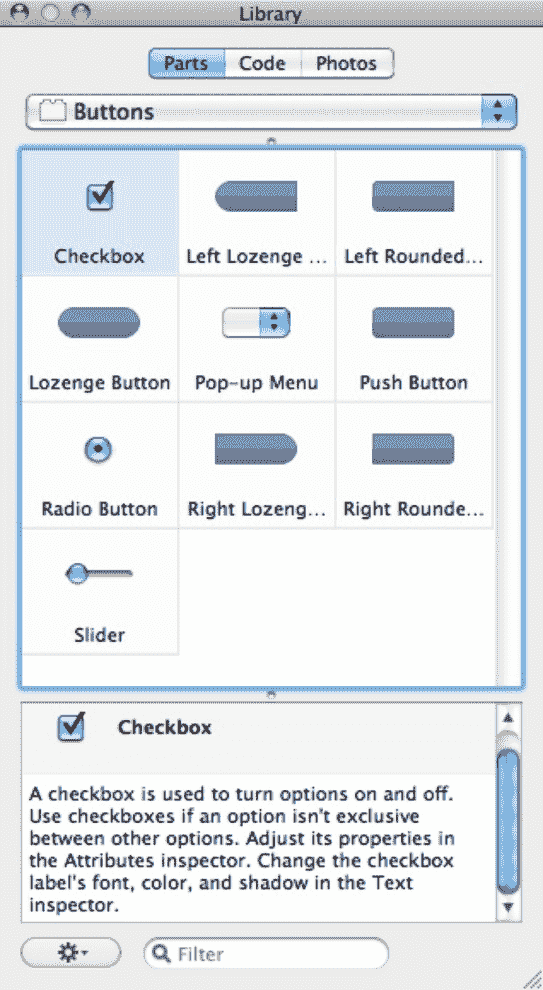 Library
Parts Code Photos
Buttons
Checkbox Left Lozenge ... Left Rounded...
Lozenge Button Pop-up Menu Push Button
Radio Button Right Lozeng... Right Rounde...
Slider
Checkbox
A checkbox is used to turn options on and off.
Use checkboxes if an option isn't exclusive
between other options. Adjust its properties in
the Attributes inspector. Change the checkbox
label's font, color, and shadow in the Text
inspector.
Filter